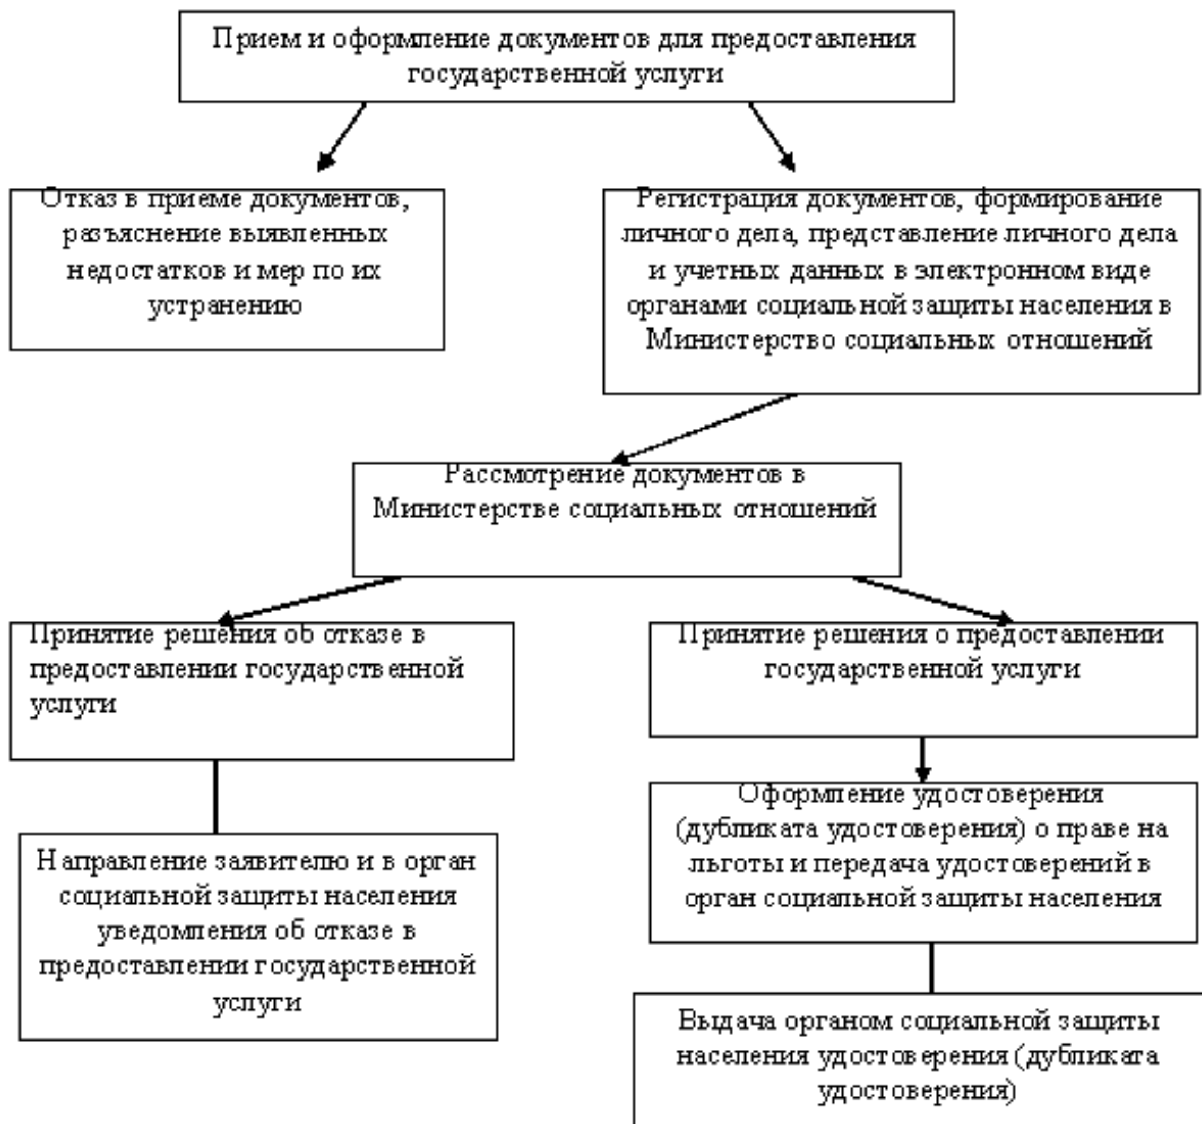 Прием и оформление документов для предоставления
государственной услуги
Отказ в приеме документов,
разъяснение выявленных
недостатков и мер по их
устранению
Регистрация документов, формирование
личного дела, представление личного дела
и учетных данных в электронном виде
органами социальной защиты населения в
Министерство социальных отношений
Рассмотрение документов в
Министерстве социальных отношений
Принятие решения об отказе в
предоставлении государственной
услуги
Принятие решения о предоставлении
государственной услуги
Направление заявителю и в орган
социальной защиты населения
уведомления об отказе в
предоставлении государственной
услуги
Оформление удостоверения
(дубликата удостоверения) о праве на
льготы и передача удостоверений в
орган социальной защиты населения
Выдача органом социальной защиты
населения удостоверения (дубликата
удостоверения)